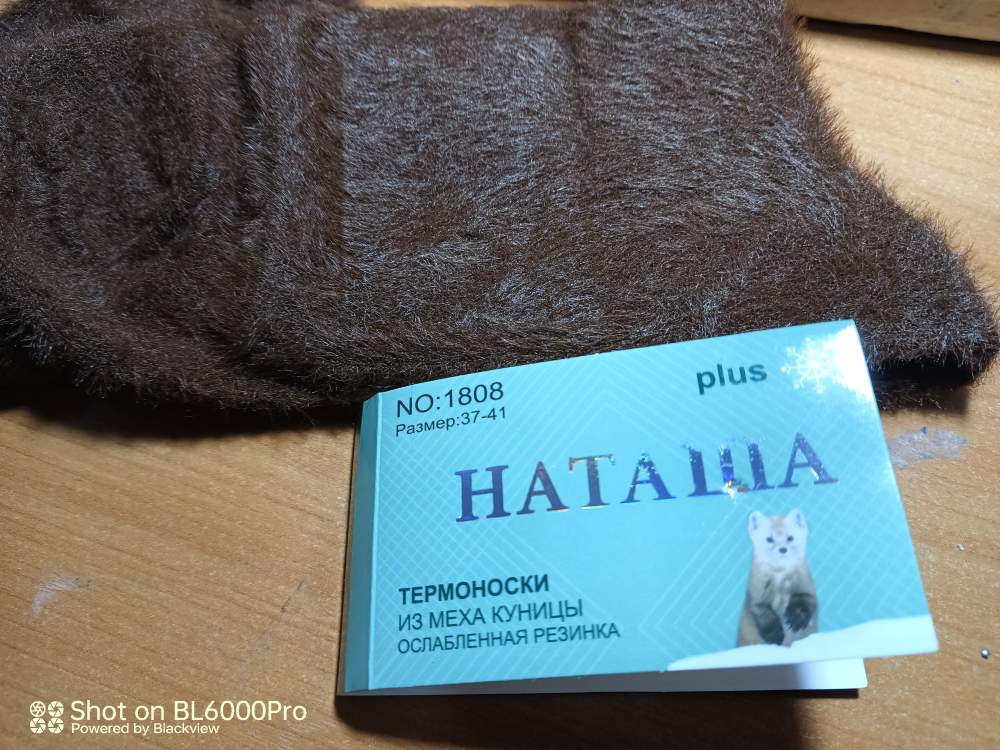 NO:1808
plus
Размер:37-41
НАТАША
ТЕРМОНОСКИ
ИЗ МЕХА КУНИЦЫ
ОСЛАБЛЕННАЯ РЕЗИНКА
Shot on BL6000Pro
Powered by Blackview